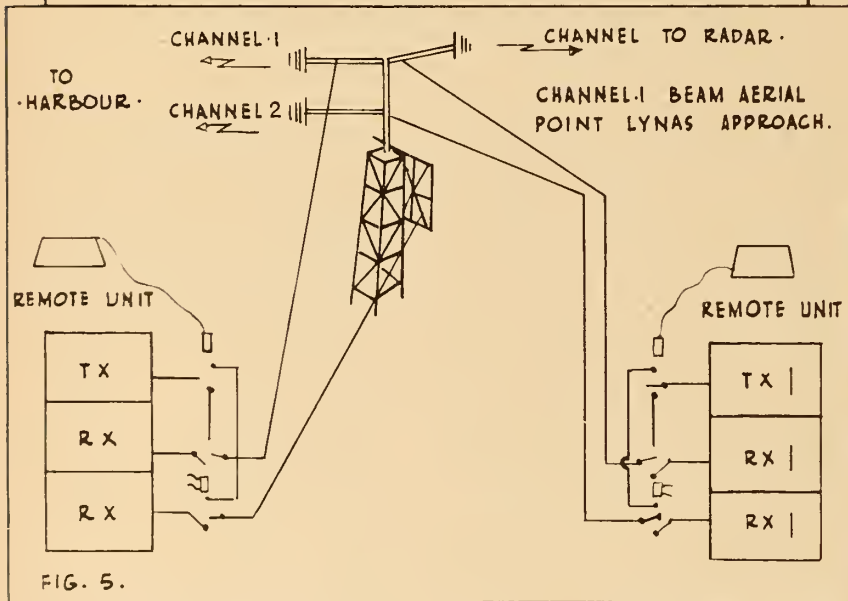 CHANNEL·1
CHANNEL TO RADAR·
TO
·HARBOUR·
CHANNEL 2
CHANNEL·1 BEAM AERIAL
POINT LYNAS APPROACH.
REMOTE UNIT
REMOTE UNIT
TX
RX
RX
TX |
RX |
RX |
FIG. 5.